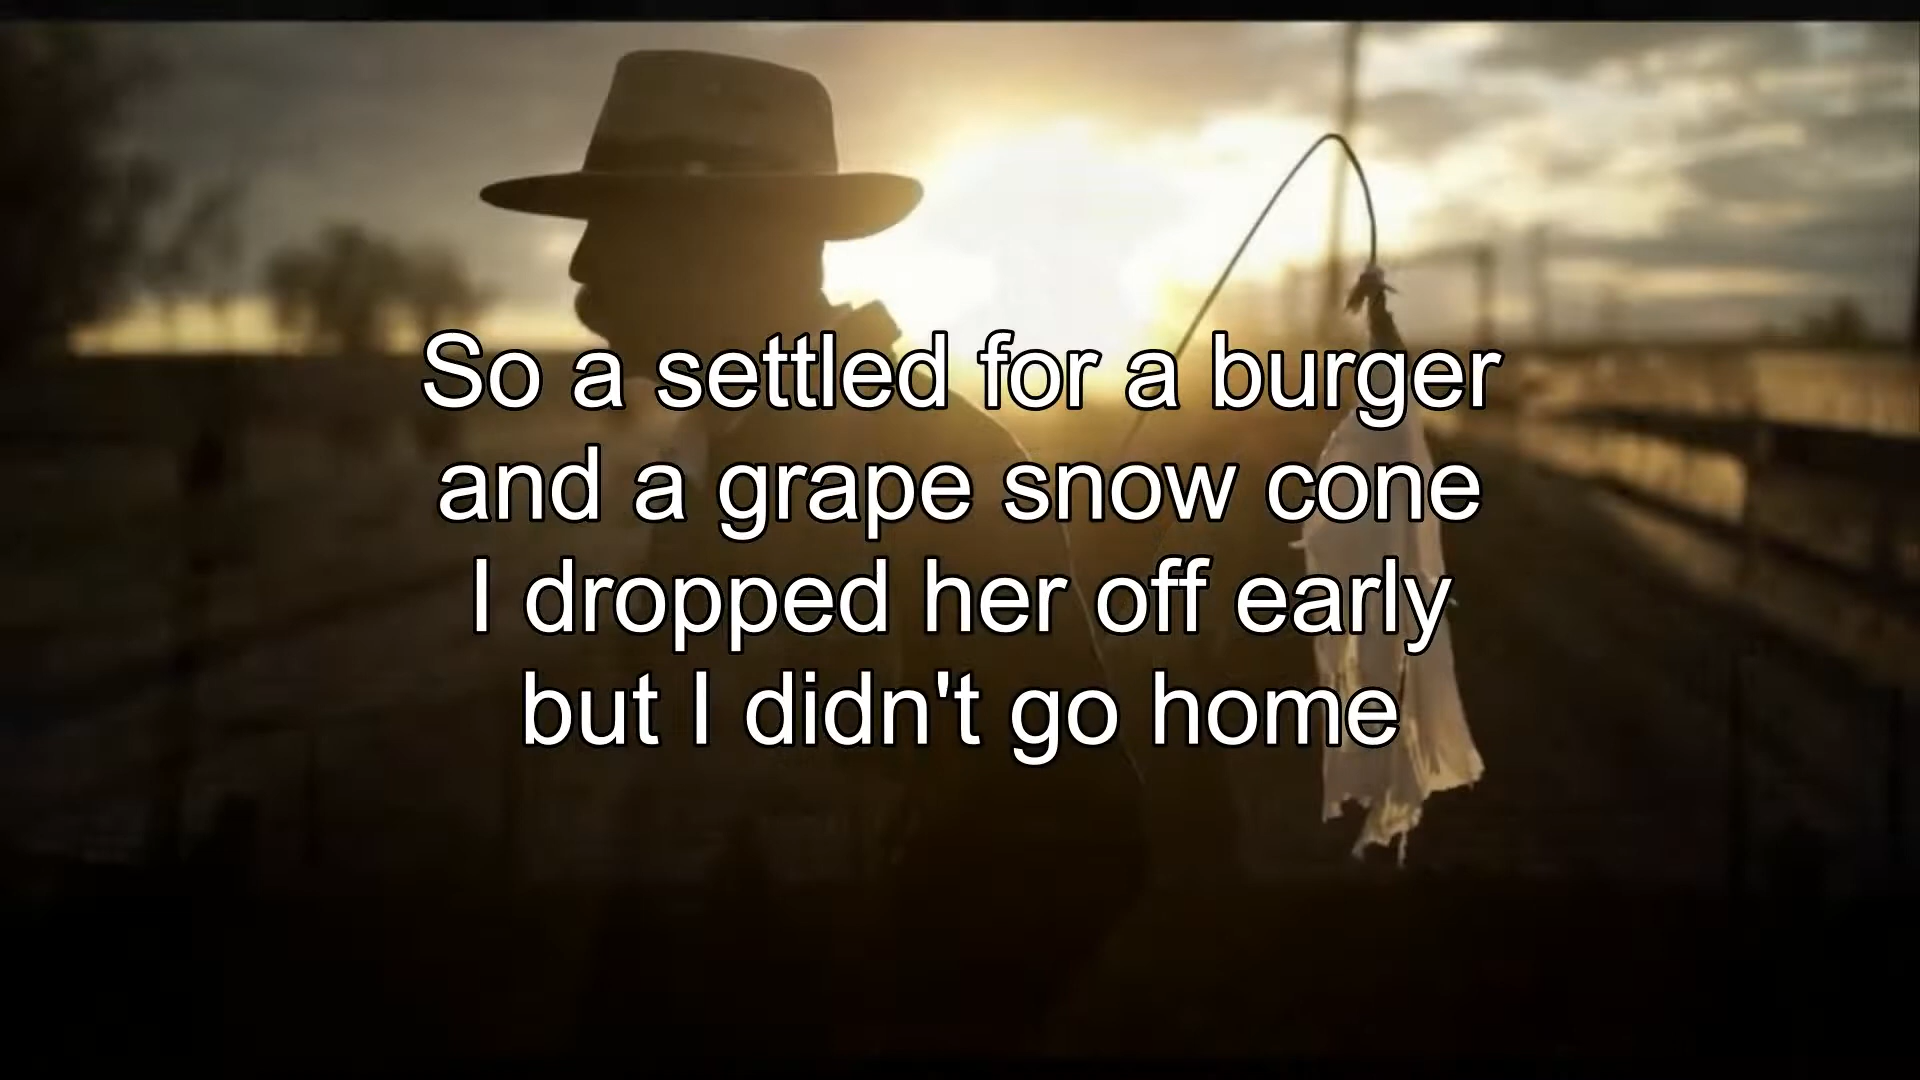 So a settled for a burger
and a grape snow cone
I dropped her off early
but I didn't go home